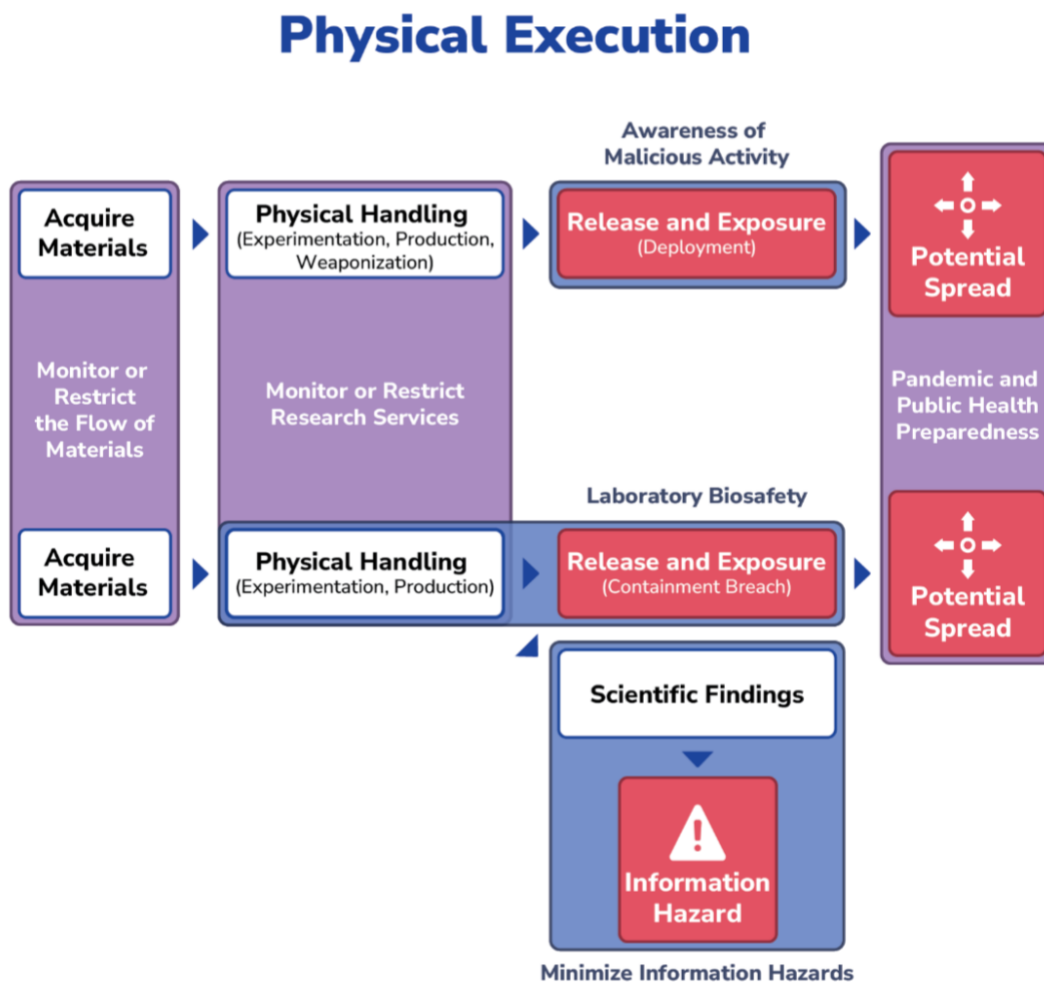 Physical Execution
Awareness of
Malicious Activity
Acquire
Materials
Physical Handling
(Experimentation, Production,
Weaponization)
Release and Exposure
(Deployment)
Potential
Spread
Monitor or
Restrict
the Flow of
Materials
Monitor or Restrict
Research Services
Pandemic and
Public Health
Preparedness
Laboratory Biosafety
Acquire
Materials
Physical Handling
(Experimentation, Production)
Release and Exposure
(Containment Breach)
Potential
Spread
Scientific Findings
Information
Hazard
Minimize Information Hazards